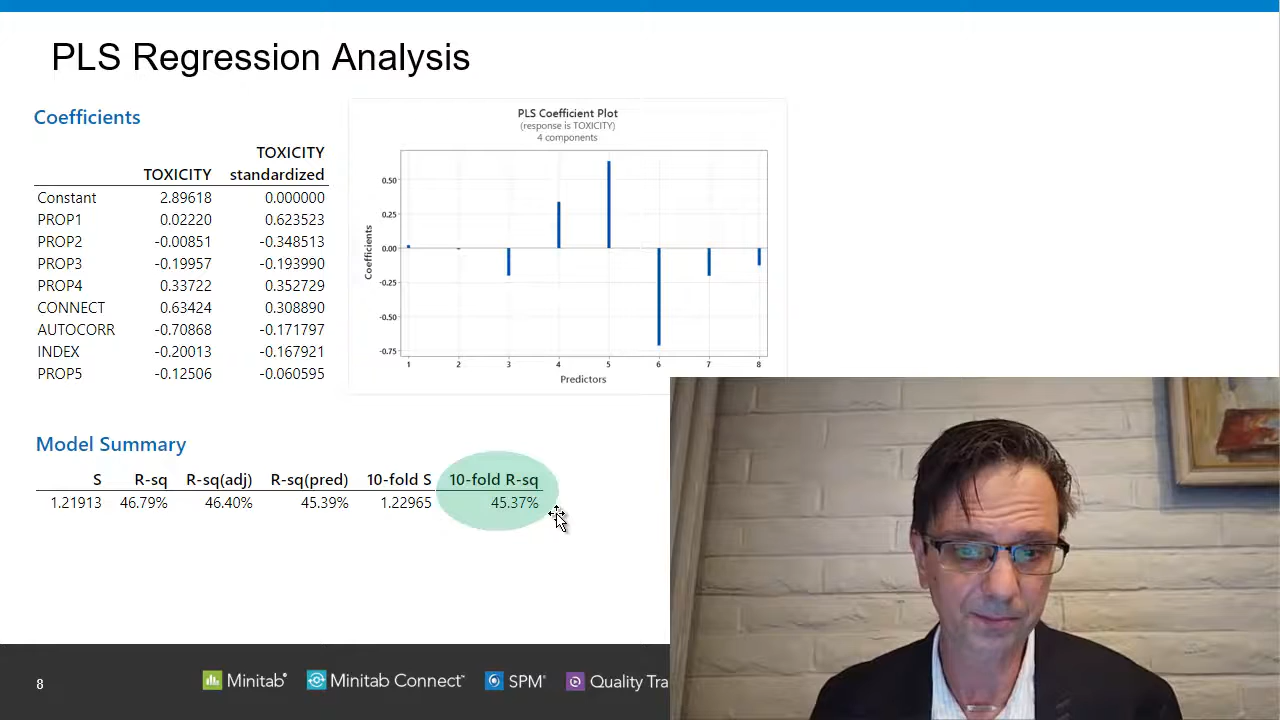 PLS Regression Analysis
Coefficients
TOXICITY
TOXICITY standardized
Constant 2.89618 0.000000
PROP1 0.02220 0.623523
PROP2 -0.00851 -0.348513
PROP3 -0.19957 -0.193990
PROP4 0.33722 0.352729
CONNECT 0.63424 0.308890
AUTOCORR -0.70868 -0.171797
INDEX -0.20013 -0.167921
PROP5 -0.12506 -0.060595
PLS Coefficient Plot
(response is TOXICITY)
4 components
Coefficients
0.50
0.25
0.00
-0.25
-0.50
-0.75
1 2 3 4 5 6 7 8
Predictors
Model Summary
S R-sq R-sq(adj) R-sq(pred) 10-fold S 10-fold R-sq
1.21913 46.79% 46.40% 45.39% 1.22965 45.37%
8 Minitab® Minitab Connect™ SPM® Quality Tra